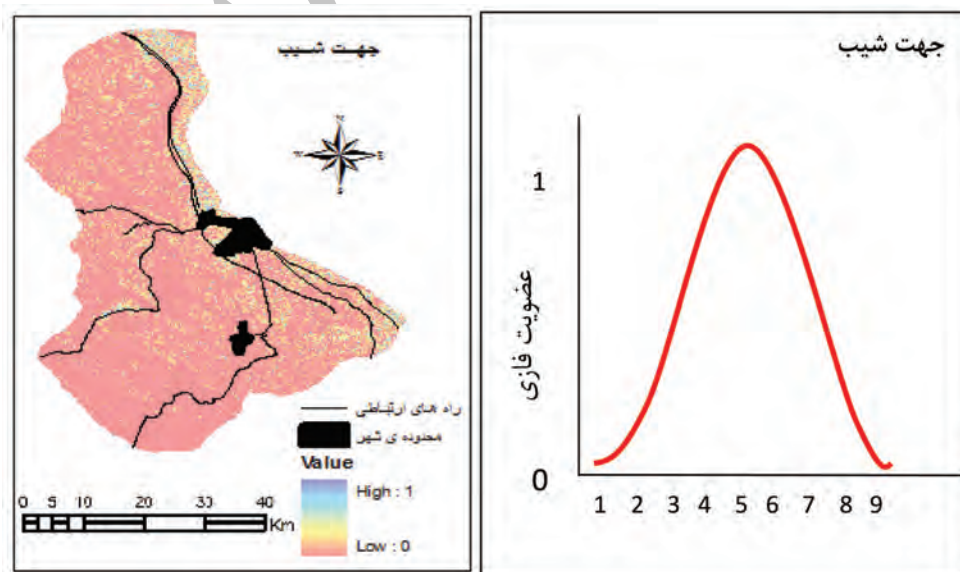 جهت شیب
N
E
S
W
راه های ارتباطی
محدوده ی شهر
Value
High : 1
Low : 0
0 5 10 20 30 40
Km
جهت شیب
عضویت فازی
1
0
1 2 3 4 5 6 7 8 9